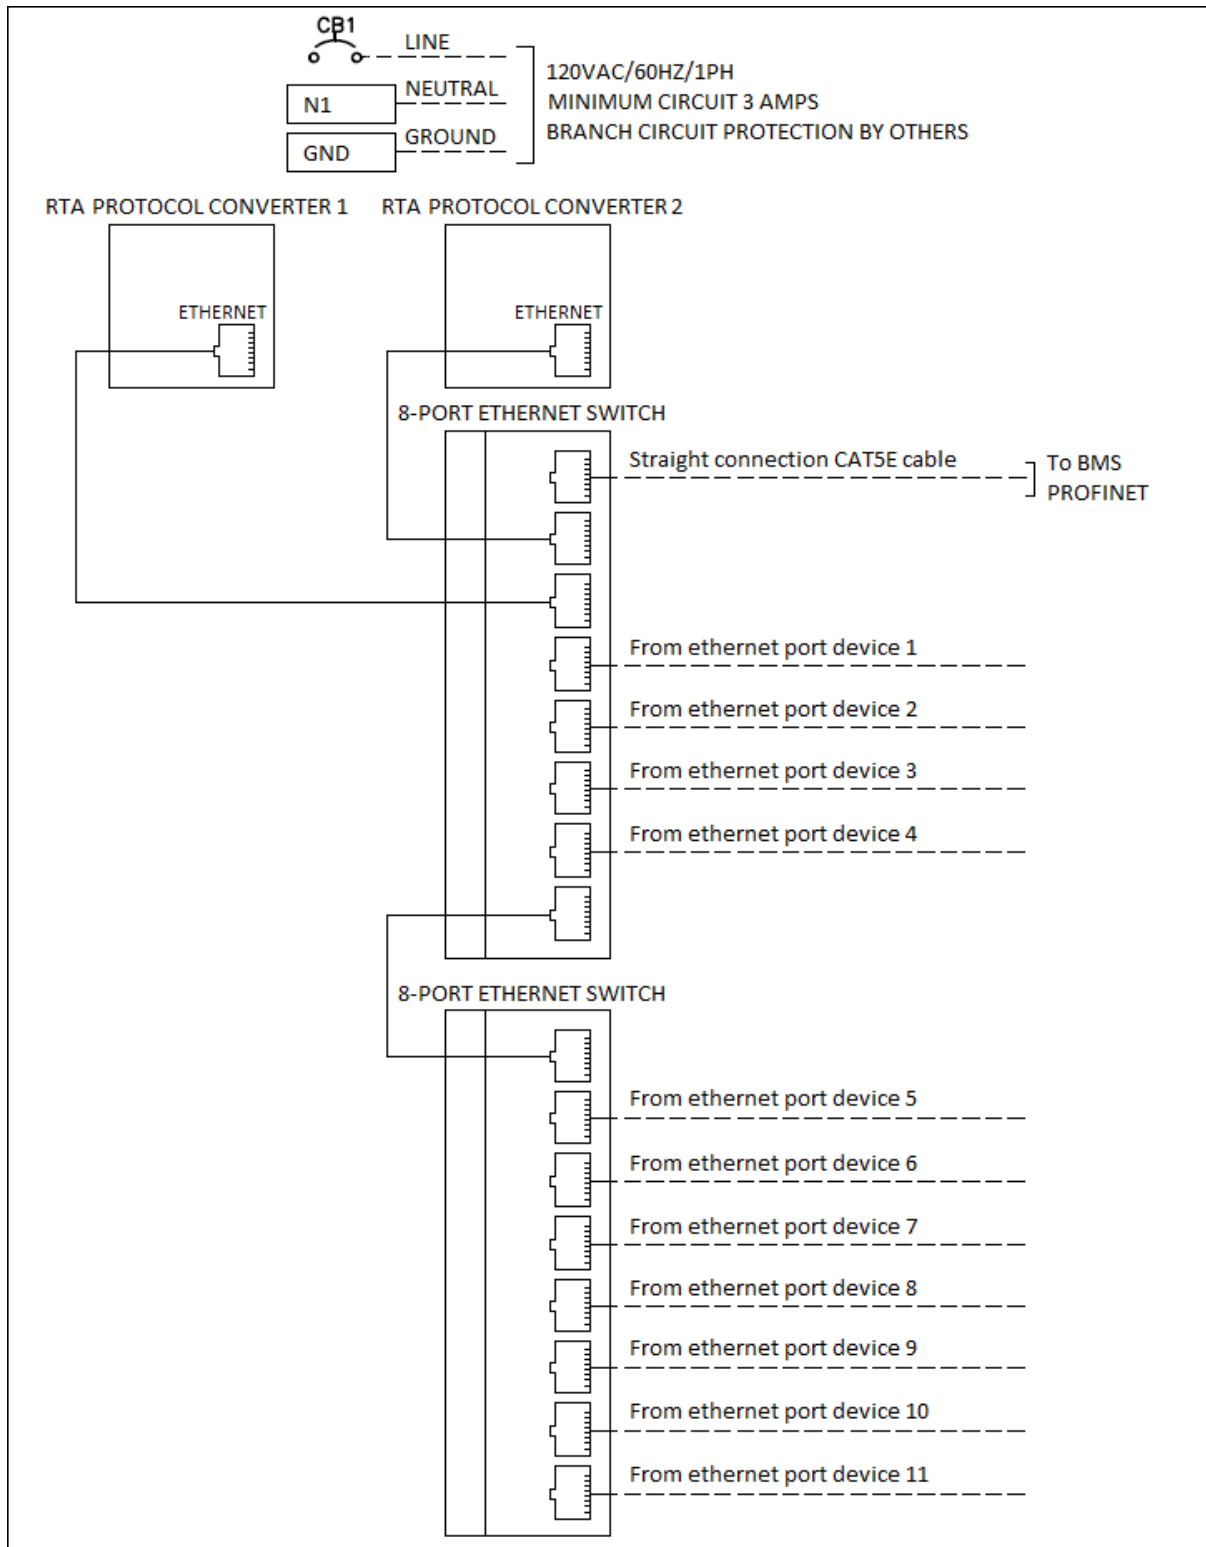 CB1
LINE
N1
NEUTRAL
GND
GROUND
120VAC/60HZ/1PH
MINIMUM CIRCUIT 3 AMPS
BRANCH CIRCUIT PROTECTION BY OTHERS
RTA PROTOCOL CONVERTER 1
RTA PROTOCOL CONVERTER 2
ETHERNET
ETHERNET
8-PORT ETHERNET SWITCH
Straight connection CAT5E cable
To BMS
PROFINET
From ethernet port device 1
From ethernet port device 2
From ethernet port device 3
From ethernet port device 4
8-PORT ETHERNET SWITCH
From ethernet port device 5
From ethernet port device 6
From ethernet port device 7
From ethernet port device 8
From ethernet port device 9
From ethernet port device 10
From ethernet port device 11